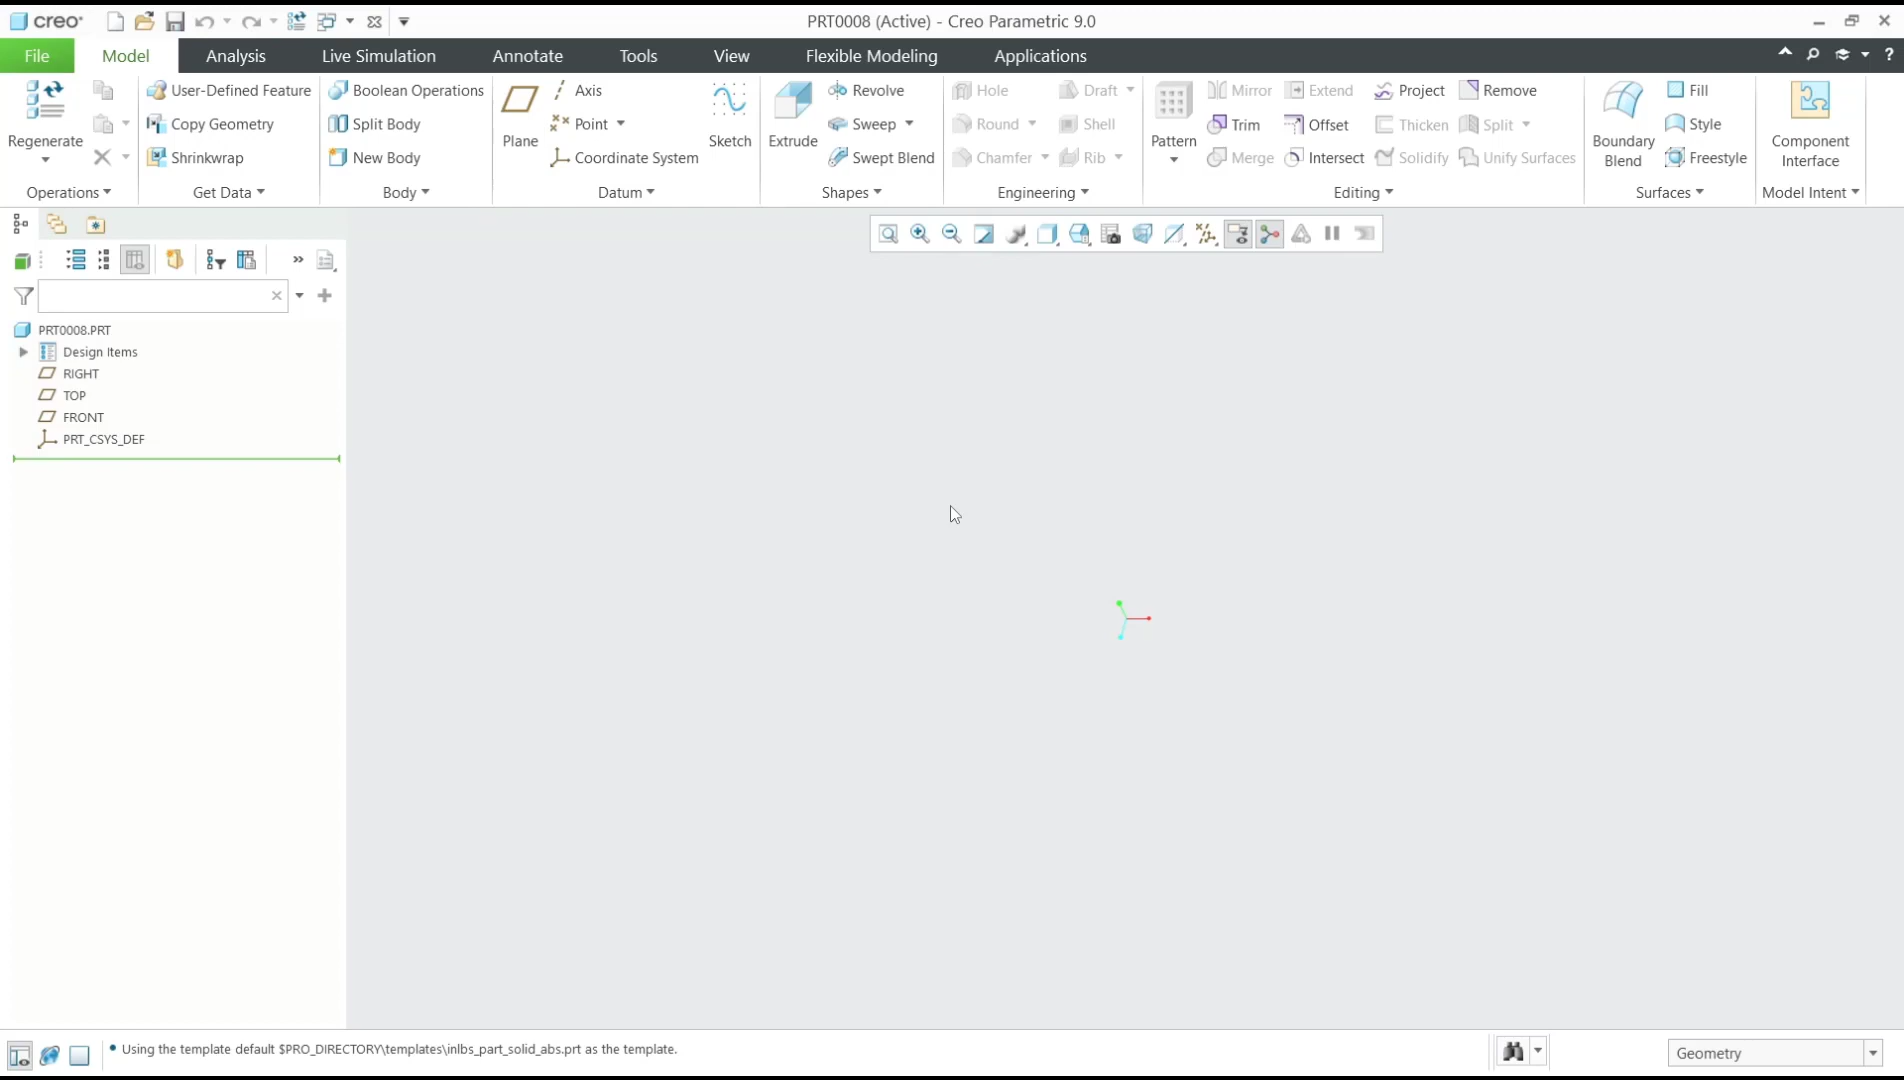 creo®
PRT0008 (Active) - Creo Parametric 9.0
File Model Analysis Live Simulation Annotate Tools View Flexible Modeling Applications
Regenerate
Operations
User-Defined Feature
Copy Geometry
Shrinkwrap
Get Data
Boolean Operations
Split Body
New Body
Body
Plane
Axis
Point
Coordinate System
Sketch
Datum
Extrude
Revolve
Sweep
Swept Blend
Shapes
Hole
Round
Chamfer
Draft
Shell
Rib
Engineering
Pattern
Mirror
Trim
Merge
Extend
Offset
Intersect
Project
Thicken
Solidify
Remove
Split
Unify Surfaces
Editing
Boundary
Blend
Fill
Style
Freestyle
Surfaces
Component
Interface
Model Intent
PRT0008.PRT
Design Items
RIGHT
TOP
FRONT
PRT_CSYS_DEF
Using the template default $PRO_DIRECTORY\templates\inlbs_part_solid_abs.prt as the template.
Geometry